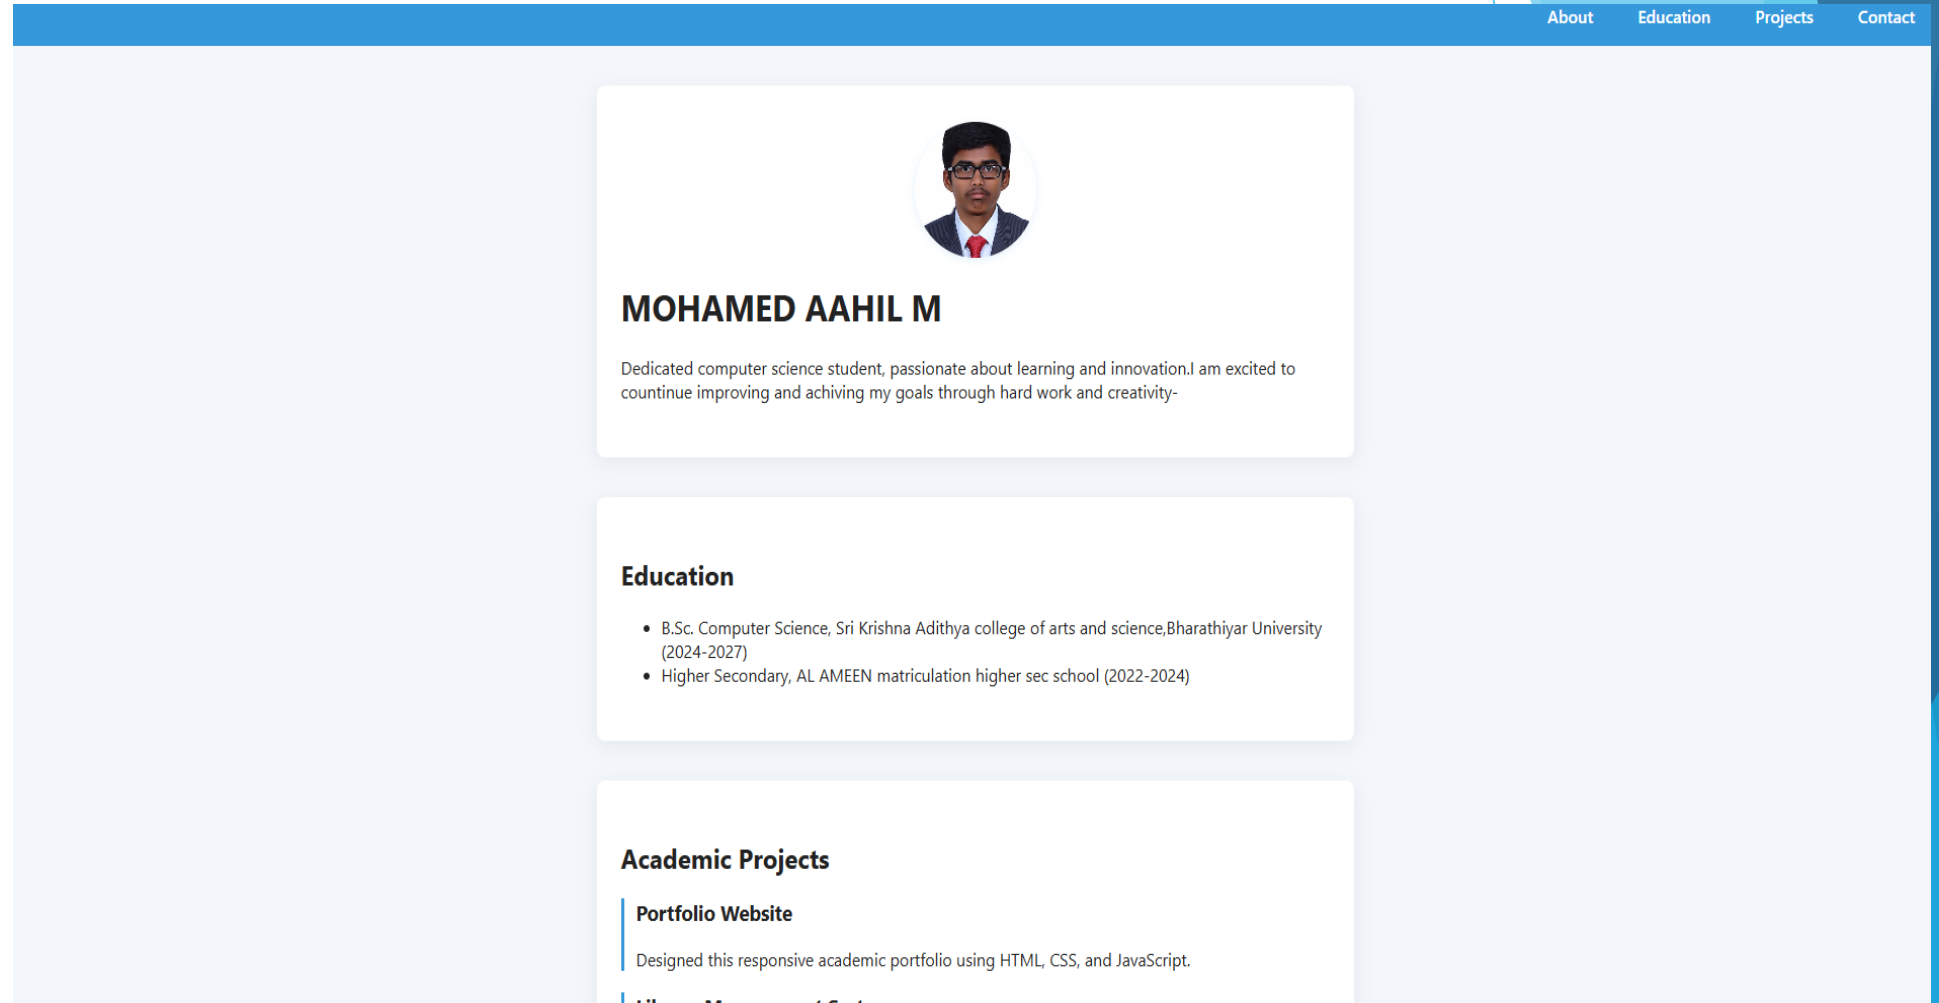 About Education Projects Contact
MOHAMED AAHIL M
Dedicated computer science student, passionate about learning and innovation.I am excited to
countinue improving and achiving my goals through hard work and creativity-
Education
• B.Sc. Computer Science, Sri Krishna Adithya college of arts and science,Bharathiyar University
(2024-2027)
• Higher Secondary, AL AMEEN matriculation higher sec school (2022-2024)
Academic Projects
Portfolio Website
Designed this responsive academic portfolio using HTML, CSS, and JavaScript.